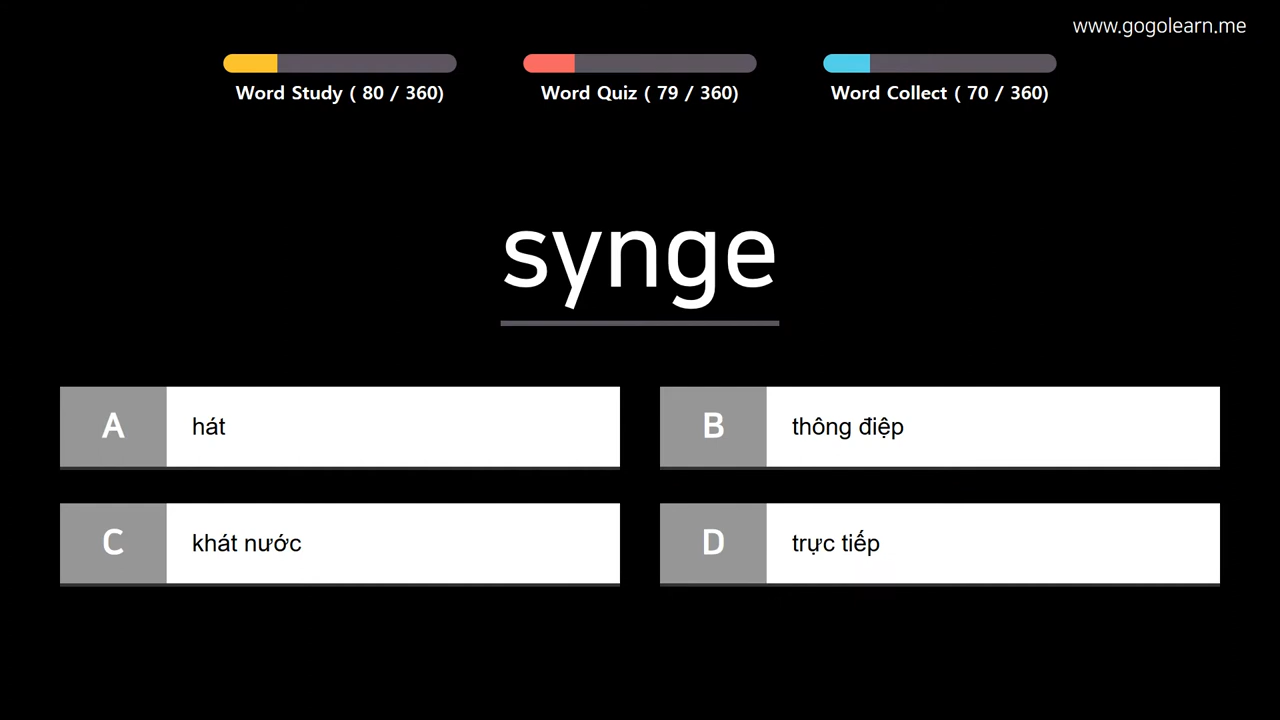 www.gogolearn.me
Word Study ( 80 / 360)
Word Quiz ( 79 / 360)
Word Collect ( 70 / 360)
synge
A hát
B thông điệp
C khát nước
D trực tiếp